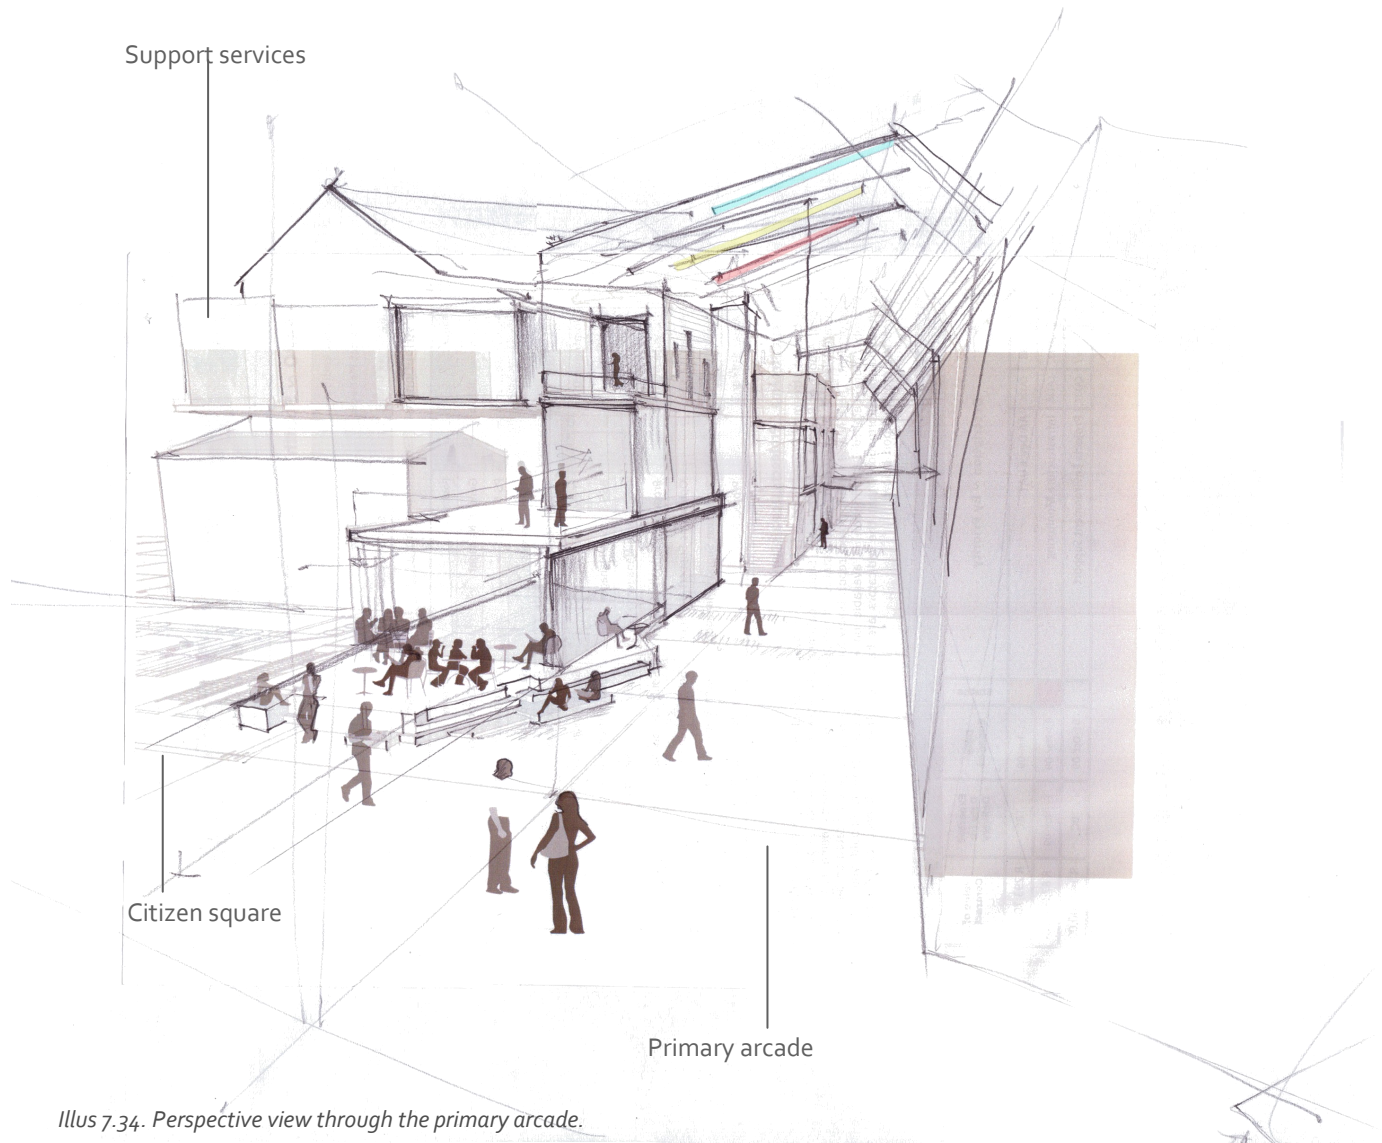 Support services
Citizen square
Primary arcade
Illus 7.34. Perspective view through the primary arcade.